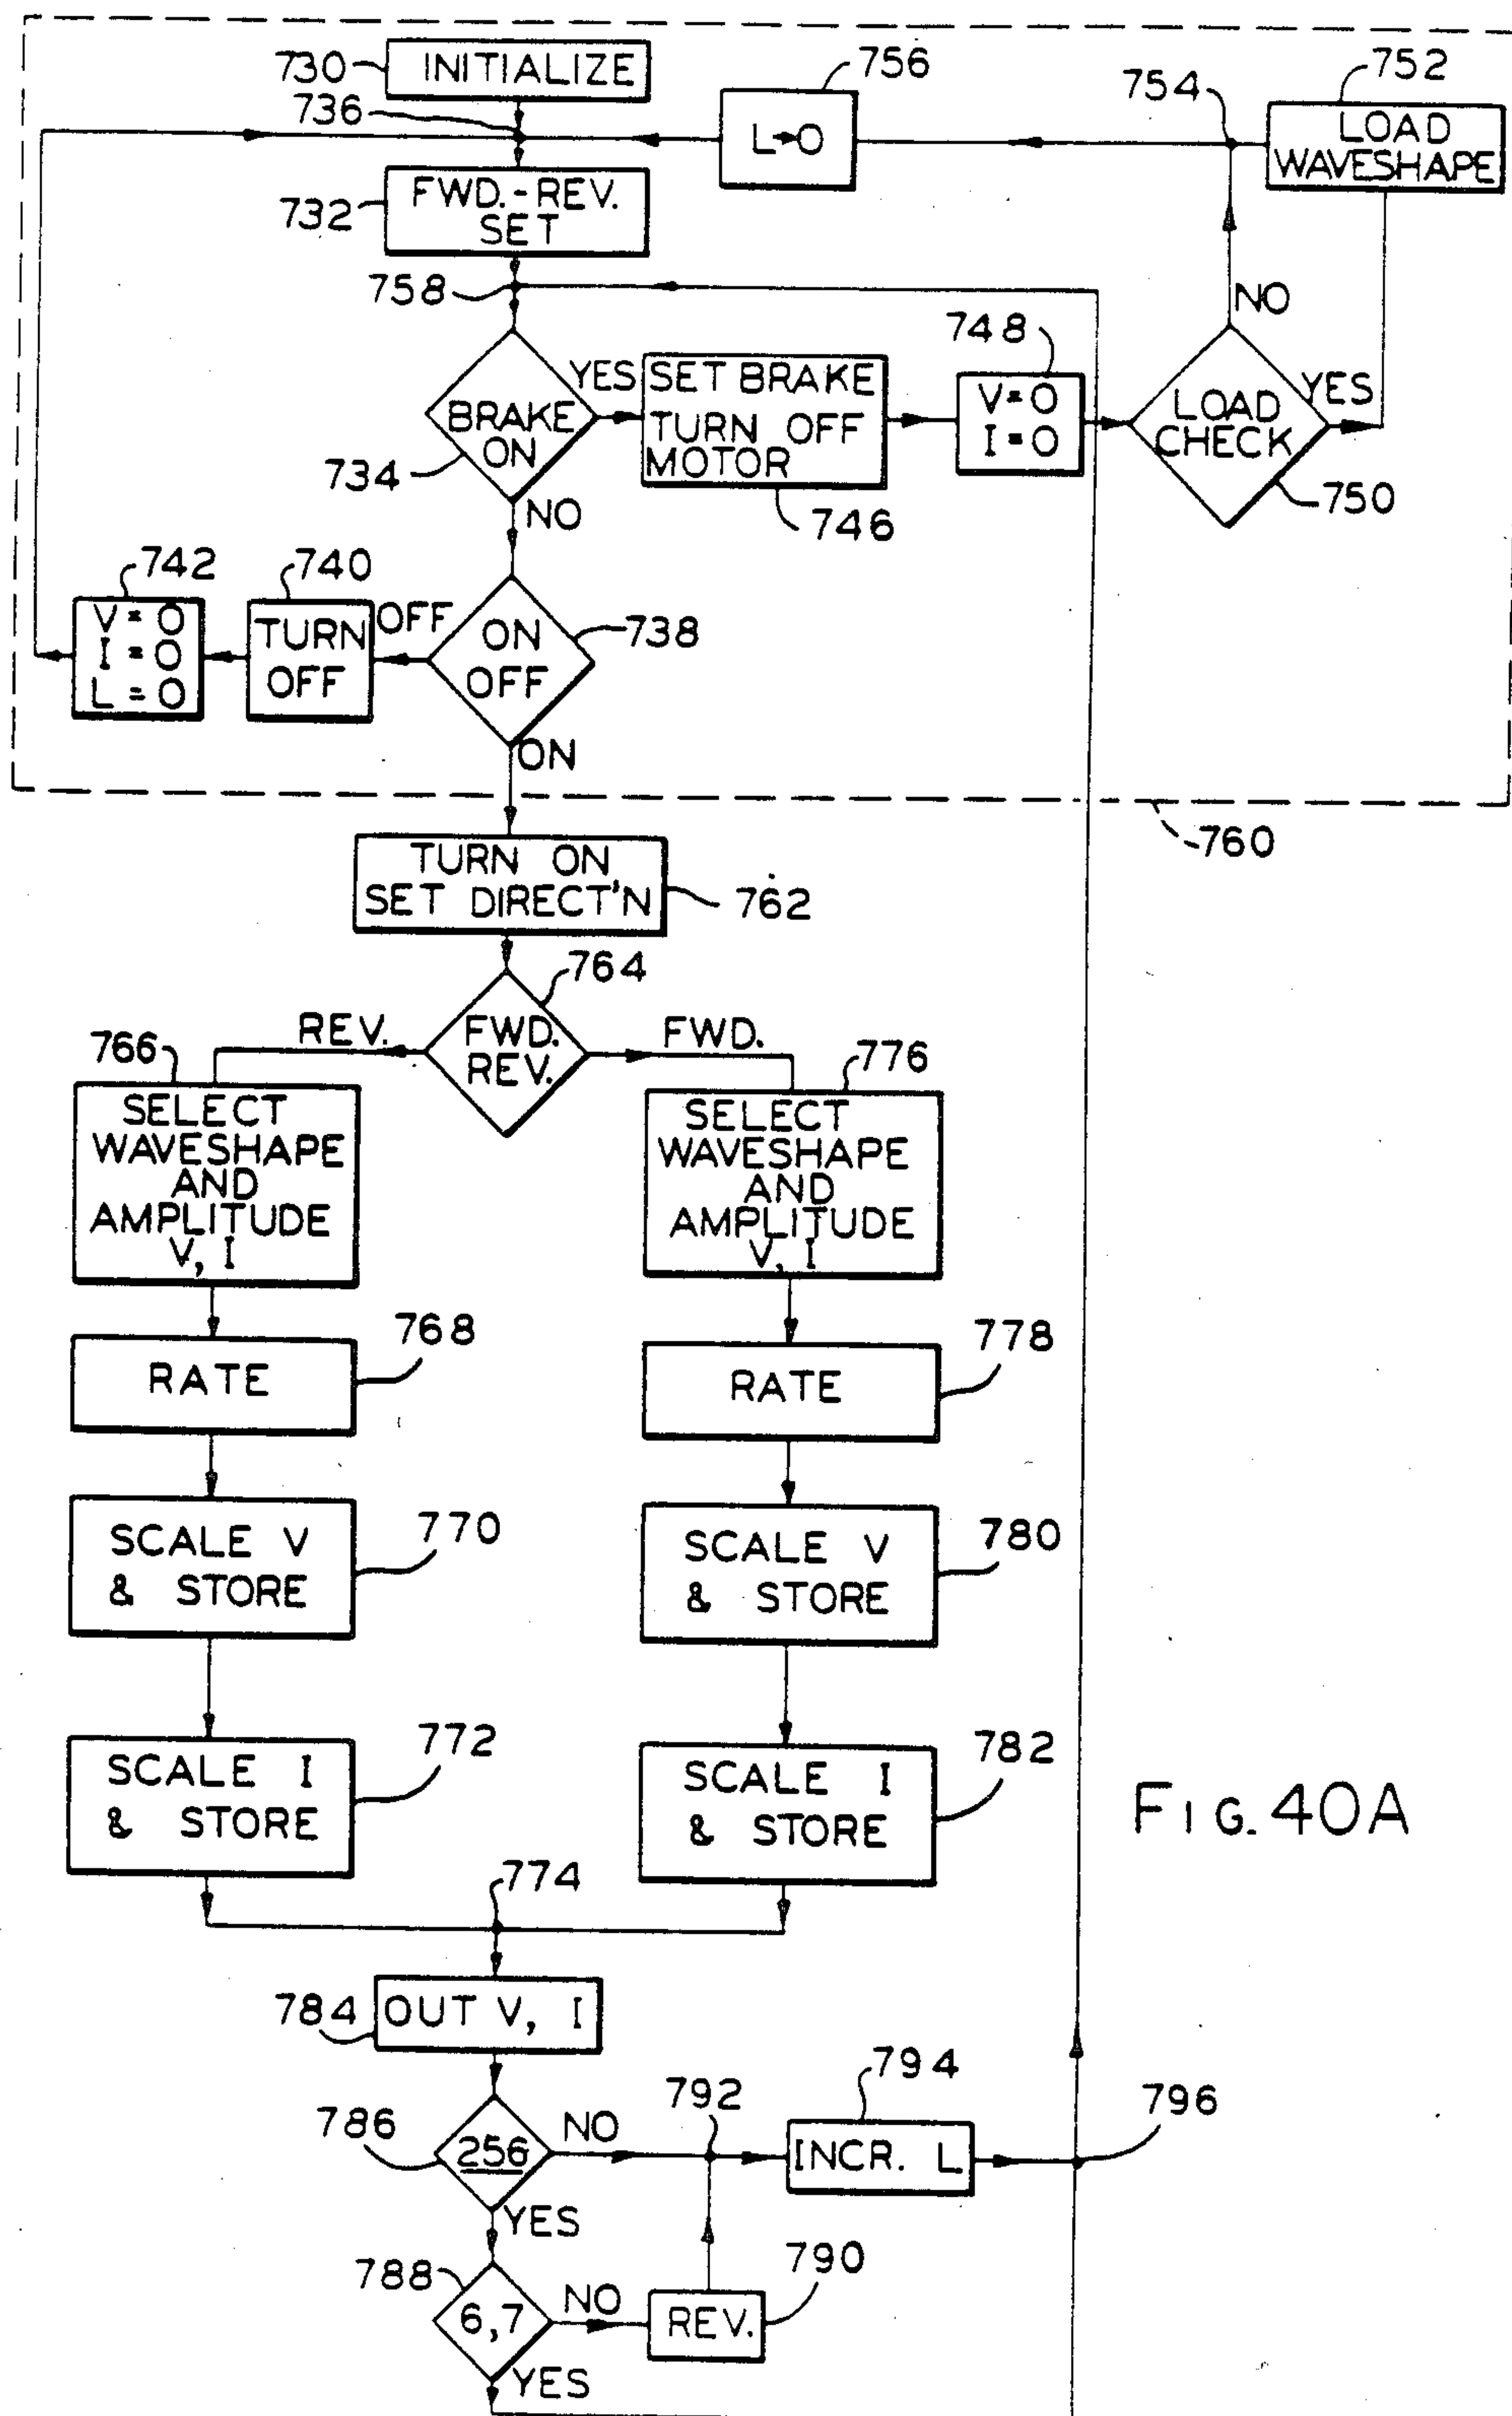 730
INITIALIZE
736
756
L→O
754
752
LOAD
WAVESHAPE
732
FWD.-REV.
SET
758
NO
748
V=O
I=O
YES
SET BRAKE
TURN OFF
MOTOR
746
BRAKE
ON
734
NO
LOAD
CHECK
YES
750
742
V=O
I=O
L=O
740
TURN
OFF
OFF
ON
OFF
738
ON
760
TURN ON
SET DIRECT'N
762
764
FWD.
REV.
REV.
FWD.
766
SELECT
WAVESHAPE
AND
AMPLITUDE
V, I
776
SELECT
WAVESHAPE
AND
AMPLITUDE
V, I
768
RATE
778
RATE
770
SCALE V
& STORE
780
SCALE V
& STORE
772
SCALE I
& STORE
782
SCALE I
& STORE
FIG. 40A
774
784
OUT V, I
786
256
NO
792
794
INCR. L
796
YES
788
6,7
NO
790
REV.
YES